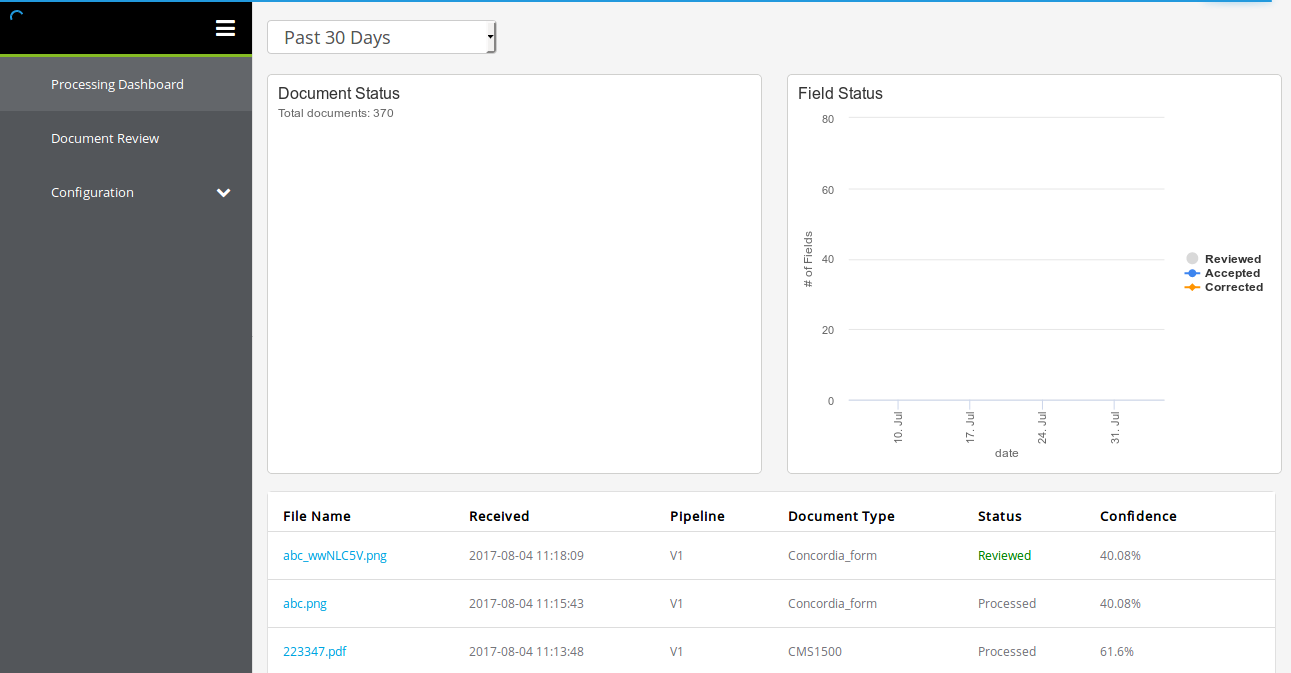 Past 30 Days
Processing Dashboard
Document Review
Configuration
Document Status
Total documents: 370
Field Status
80
60
40
20
0
# of Fields
10. Jul
17. Jul
24. Jul
31. Jul
date
Reviewed
Accepted
Corrected
File Name Received Pipeline Document Type Status Confidence
abc_wwNLC5V.png 2017-08-04 11:18:09 V1 Concordia_form Reviewed 40.08%
abc.png 2017-08-04 11:15:43 V1 Concordia_form Processed 40.08%
223347.pdf 2017-08-04 11:13:48 V1 CMS1500 Processed 61.6%